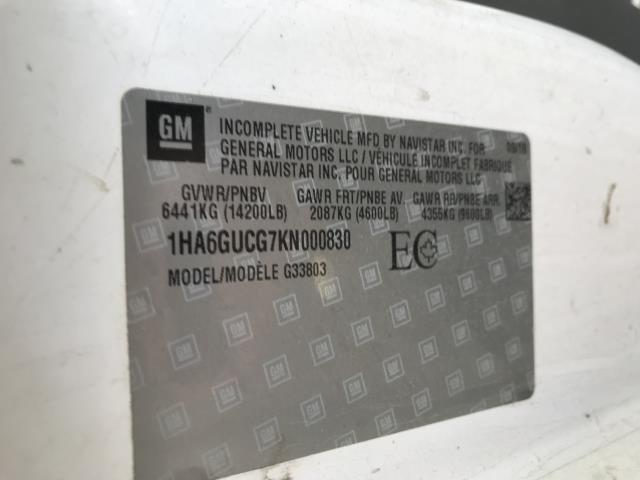 GM
INCOMPLETE VEHICLE MFD BY NAVISTAR INC. FOR
GENERAL MOTORS LLC / VÉHICULE INCOMPLET FABRIQUÉ
PAR NAVISTAR INC. POUR GENERAL MOTORS LLC
GVWR/PNBV GAWR FRT/PNBE AV. GAWR RR/PNBE ARR.
6441KG (14200LB) 2087KG (4600LB) 4355KG (9600LB)
1HA6GUCG7KN000830 EC
MODEL/MODÈLE G33803